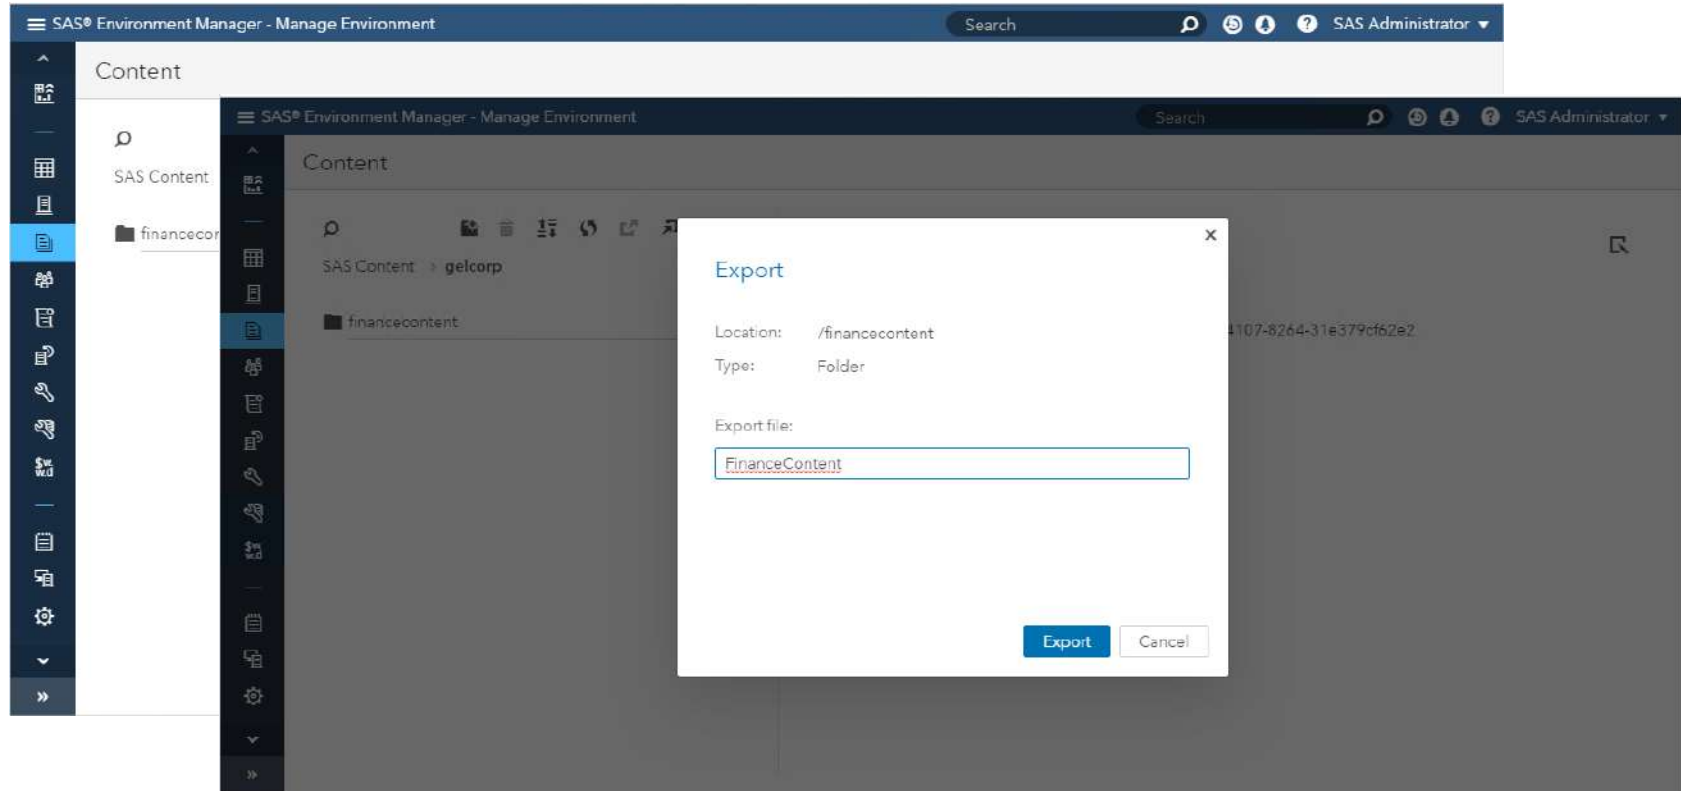 SAS® Environment Manager - Manage Environment
Search
SAS Administrator
Content
SAS Content
financecon
SAS® Environment Manager - Manage Environment
Search
SAS Administrator
Content
SAS Content > gelcorp
financecontent
4107-8264-31e379cf62e2
Export
Location: /financecontent
Type: Folder
Export file:
FinanceContent
Export Cancel